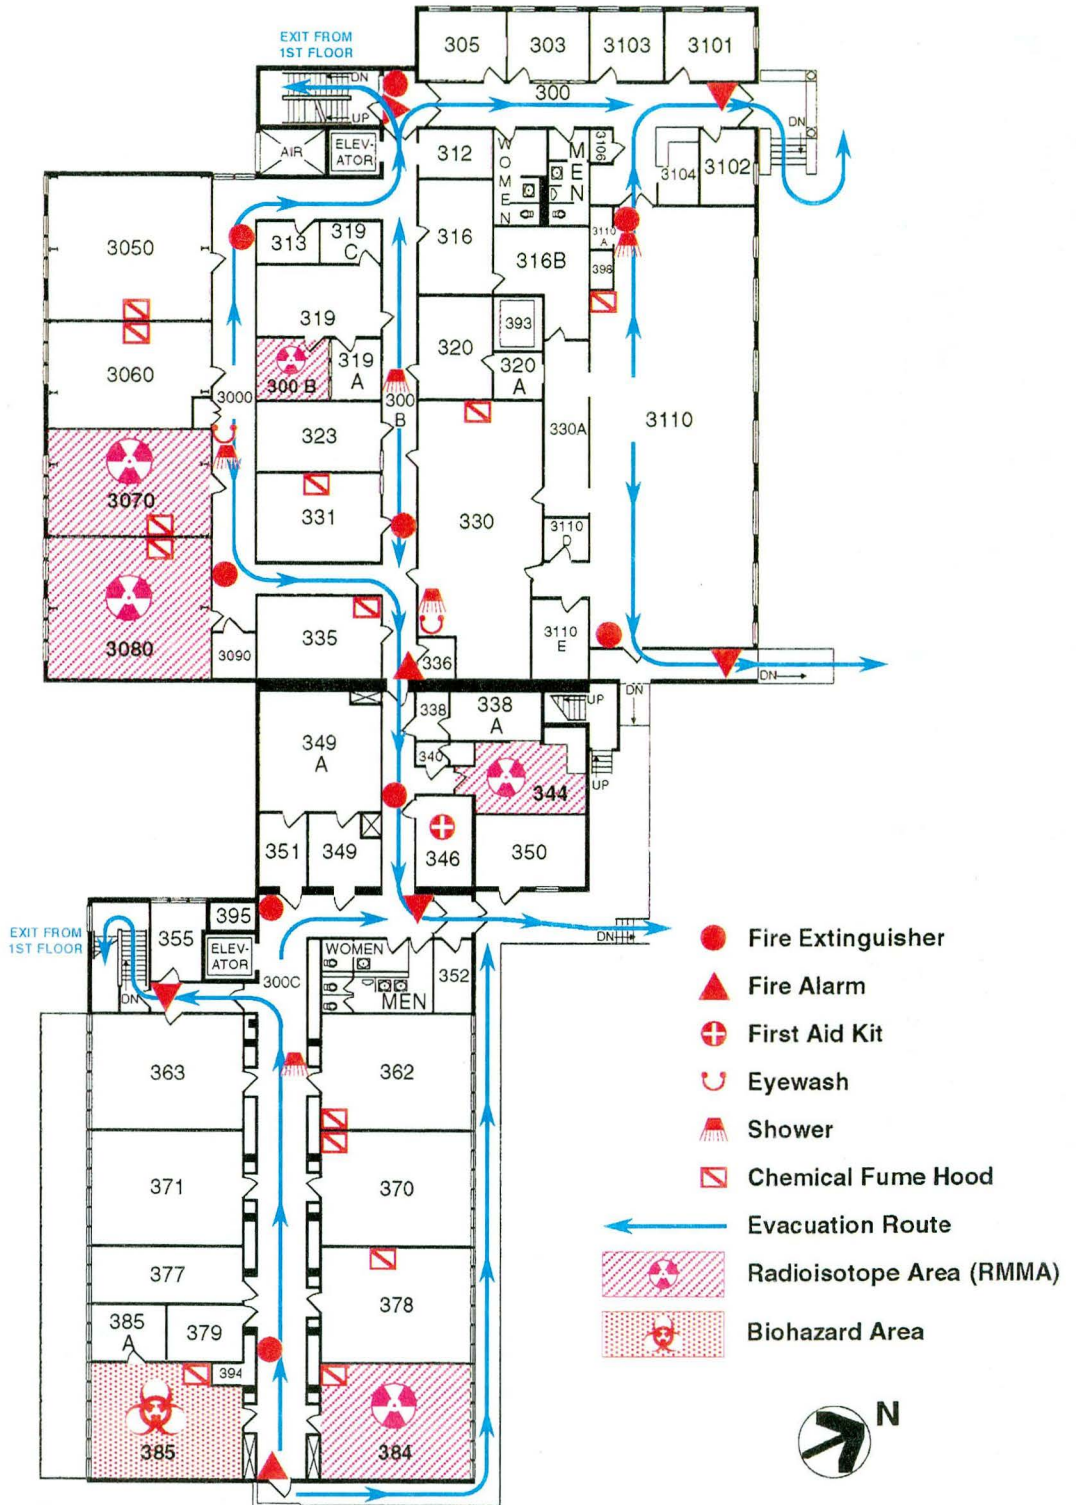 EXIT FROM
1ST FLOOR
305
303
3103
3101
DN
UP
300
AIR
ELEV-
ATOR
312
WOMEN
MEN
3106
3104
3102
DN
3050
313
319
C
316
316B
3110
A
398
319
393
320
320
A
3060
3000
300 B
319
A
300
B
323
330A
3110
3070
331
330
3110
D
3080
3090
335
336
3110
E
DN
349
A
338
338
A
UP
DN
340
344
UP
351
349
346
350
EXIT FROM
1ST FLOOR
355
395
ELEV-
ATOR
300C
WOMEN
MEN
352
DN
DN
363
362
371
370
377
378
385
A
379
394
385
384
Fire Extinguisher
Fire Alarm
First Aid Kit
Eyewash
Shower
Chemical Fume Hood
Evacuation Route
Radioisotope Area (RMMA)
Biohazard Area
N